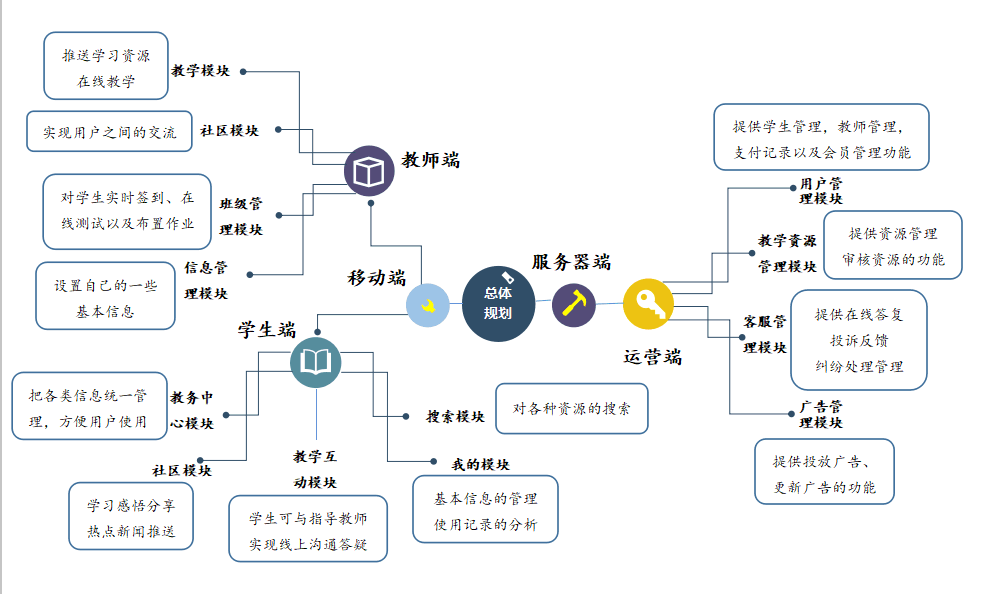 推送学习资源
在线教学
教学模块
实现用户之间的交流
社区模块
教师端
对学生实时签到、在
线测试以及布置作业
班级管
理模块
设置自己的一些
基本信息
信息管
理模块
移动端
总体
规划
服务器端
运营端
提供学生管理，教师管理，
支付记录以及会员管理功能
用户管
理模块
教学资源
管理模块
提供资源管理
审核资源的功能
客服管
理模块
提供在线答复
投诉反馈
纠纷处理管理
广告管
理模块
提供投放广告、
更新广告的功能
学生端
把各类信息统一管
理，方便用户使用
教务中
心模块
社区模块
学习感悟分享
热点新闻推送
教学互
动模块
学生可与指导教师
实现线上沟通答疑
搜索模块
对各种资源的搜索
我的模块
基本信息的管理
使用记录的分析